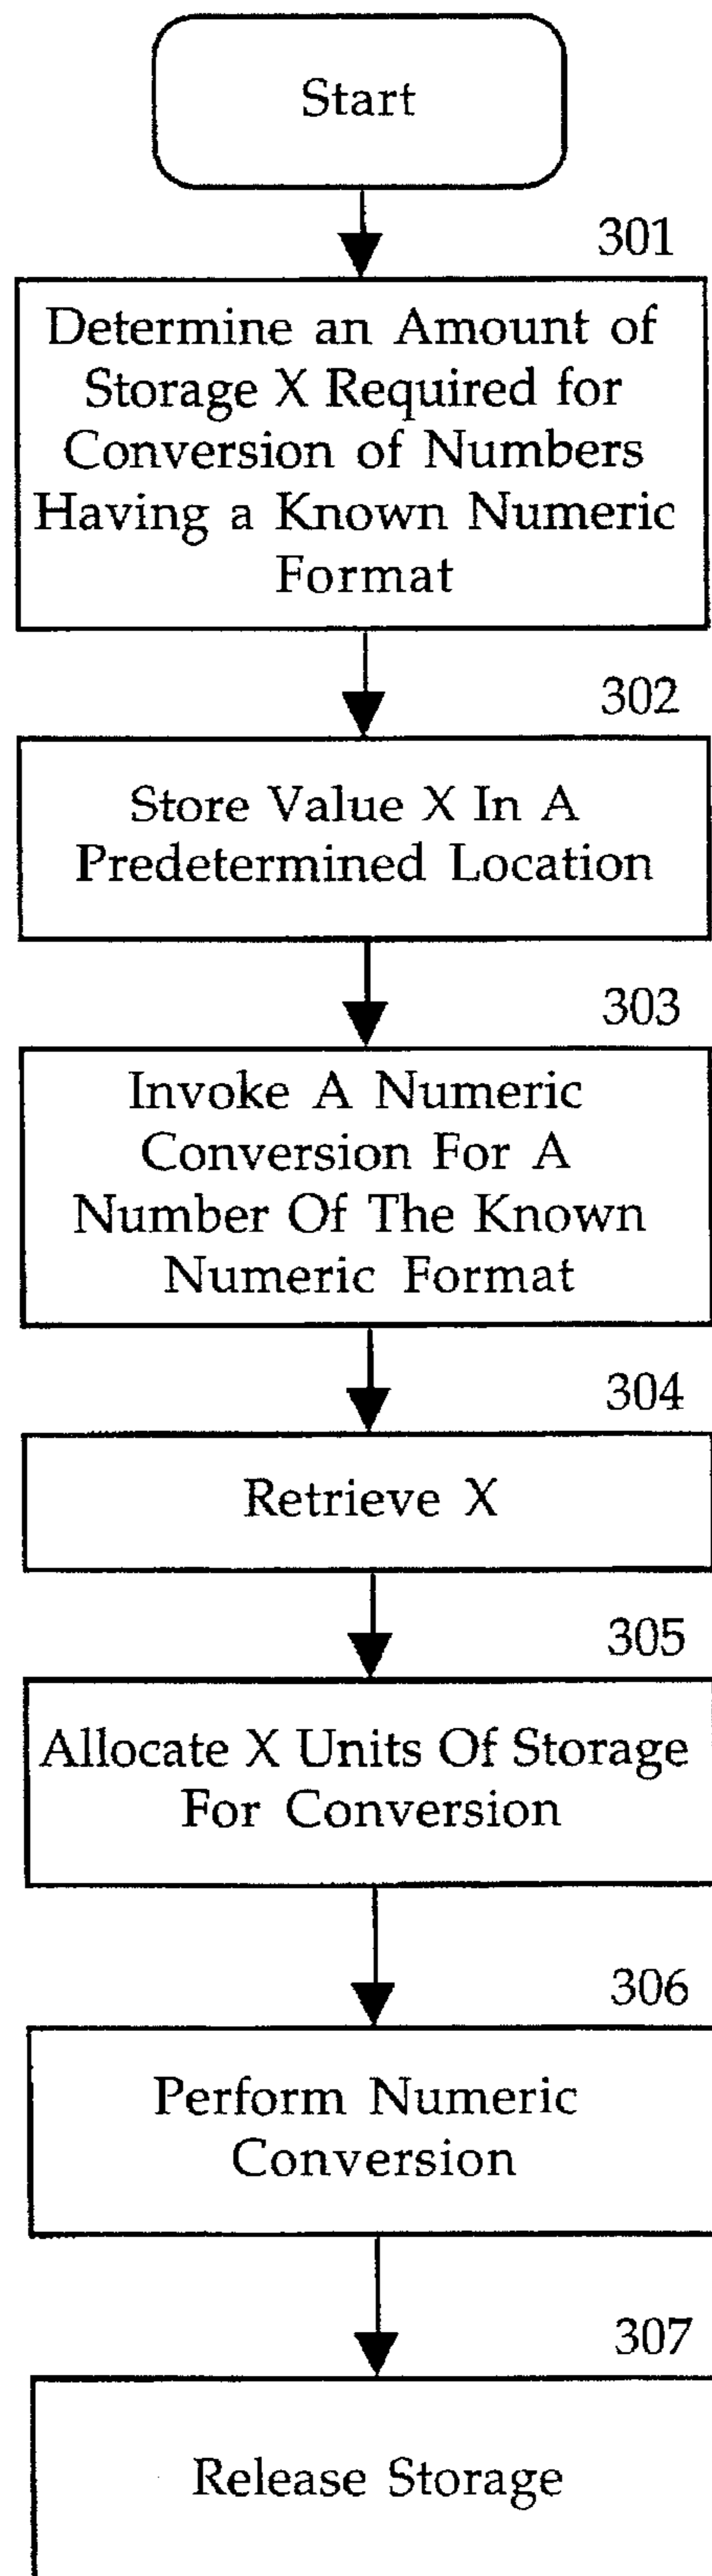 Start
301
Determine an Amount of
Storage X Required for
Conversion of Numbers
Having a Known Numeric
Format
302
Store Value X In A
Predetermined Location
303
Invoke A Numeric
Conversion For A
Number Of The Known
Numeric Format
304
Retrieve X
305
Allocate X Units Of Storage
For Conversion
306
Perform Numeric
Conversion
307
Release Storage